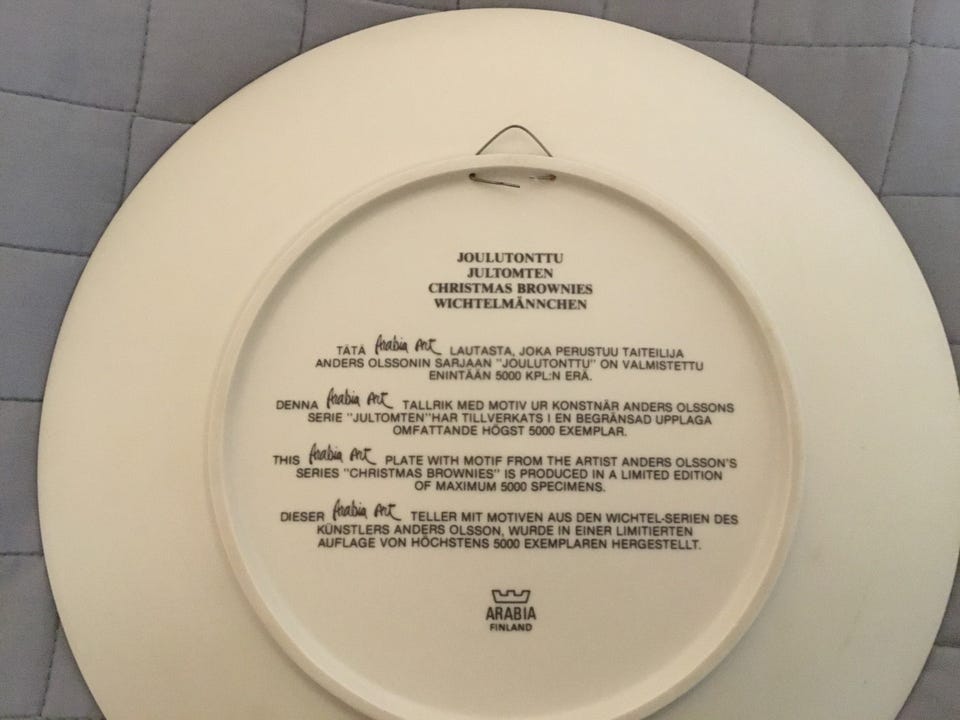 JOULUTONTTU
JULTOMTEN
CHRISTMAS BROWNIES
WICHTELMÄNNCHEN
TÄTÄ Arabia Art LAUTASTA, JOKA PERUSTUU TAITEILIJA
ANDERS OLSSONIN SARJAAN "JOULUTONTTU" ON VALMISTETTU
ENINTÄÄN 5000 KPL:N ERÄ.
DENNA Arabia Art TALLRIK MED MOTIV UR KONSTNÄR ANDERS OLSSONS
SERIE "JULTOMTEN"HAR TILLVERKATS I EN BEGRÄNSAD UPPLAGA
OMFATTANDE HÖGST 5000 EXEMPLAR.
THIS Arabia Art PLATE WITH MOTIF FROM THE ARTIST ANDERS OLSSON'S
SERIES "CHRISTMAS BROWNIES" IS PRODUCED IN A LIMITED EDITION
OF MAXIMUM 5000 SPECIMENS.
DIESER Arabia Art TELLER MIT MOTIVEN AUS DEN WICHTEL-SERIEN DES
KÜNSTLERS ANDERS OLSSON, WURDE IN EINER LIMITIERTEN
AUFLAGE VON HÖCHSTENS 5000 EXEMPLAREN HERGESTELLT.
ARABIA
FINLAND